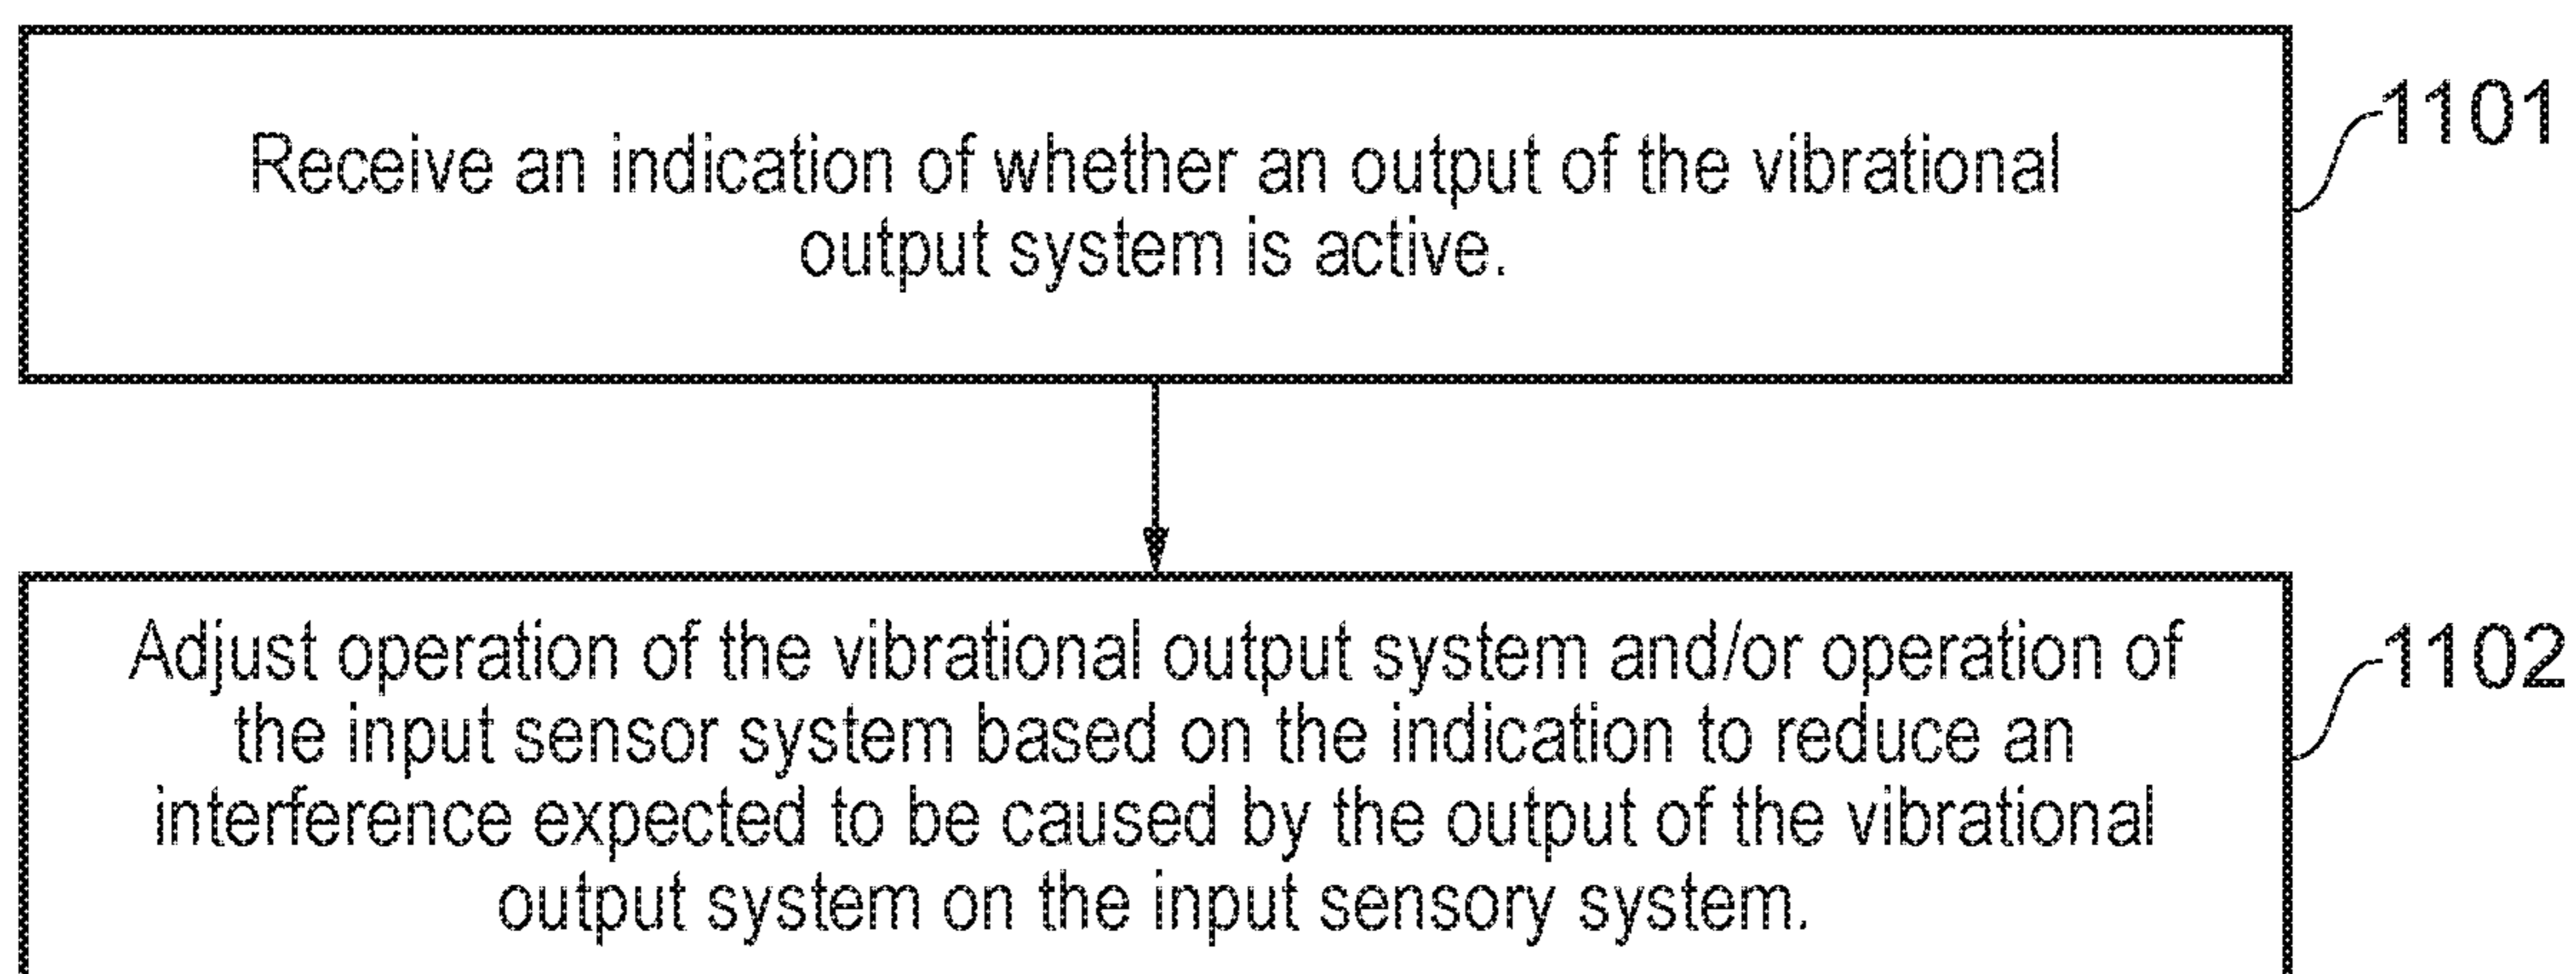 Receive an indication of whether an output of the vibrational
output system is active.
1101
Adjust operation of the vibrational output system and/or operation of
the input sensor system based on the indication to reduce an
interference expected to be caused by the output of the vibrational
output system on the input sensory system.
1102